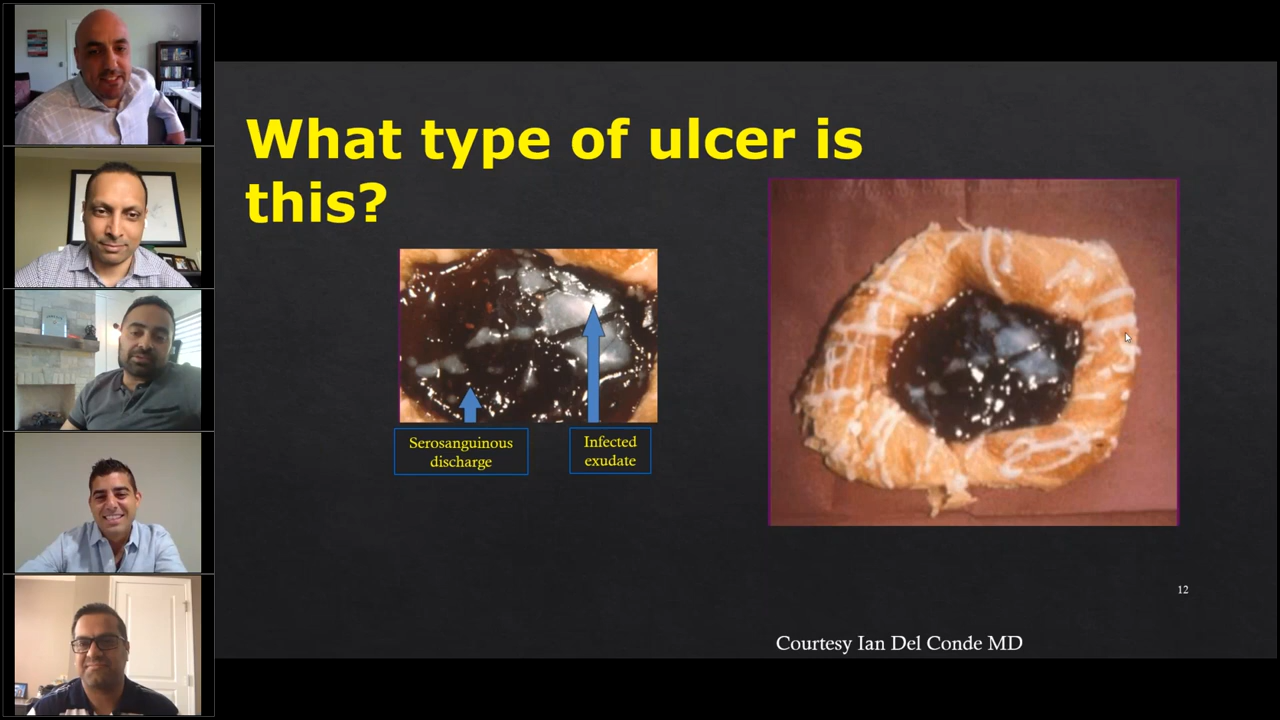 What type of ulcer is
this?
Serosanguinous
discharge
Infected
exudate
12
Courtesy Ian Del Conde MD